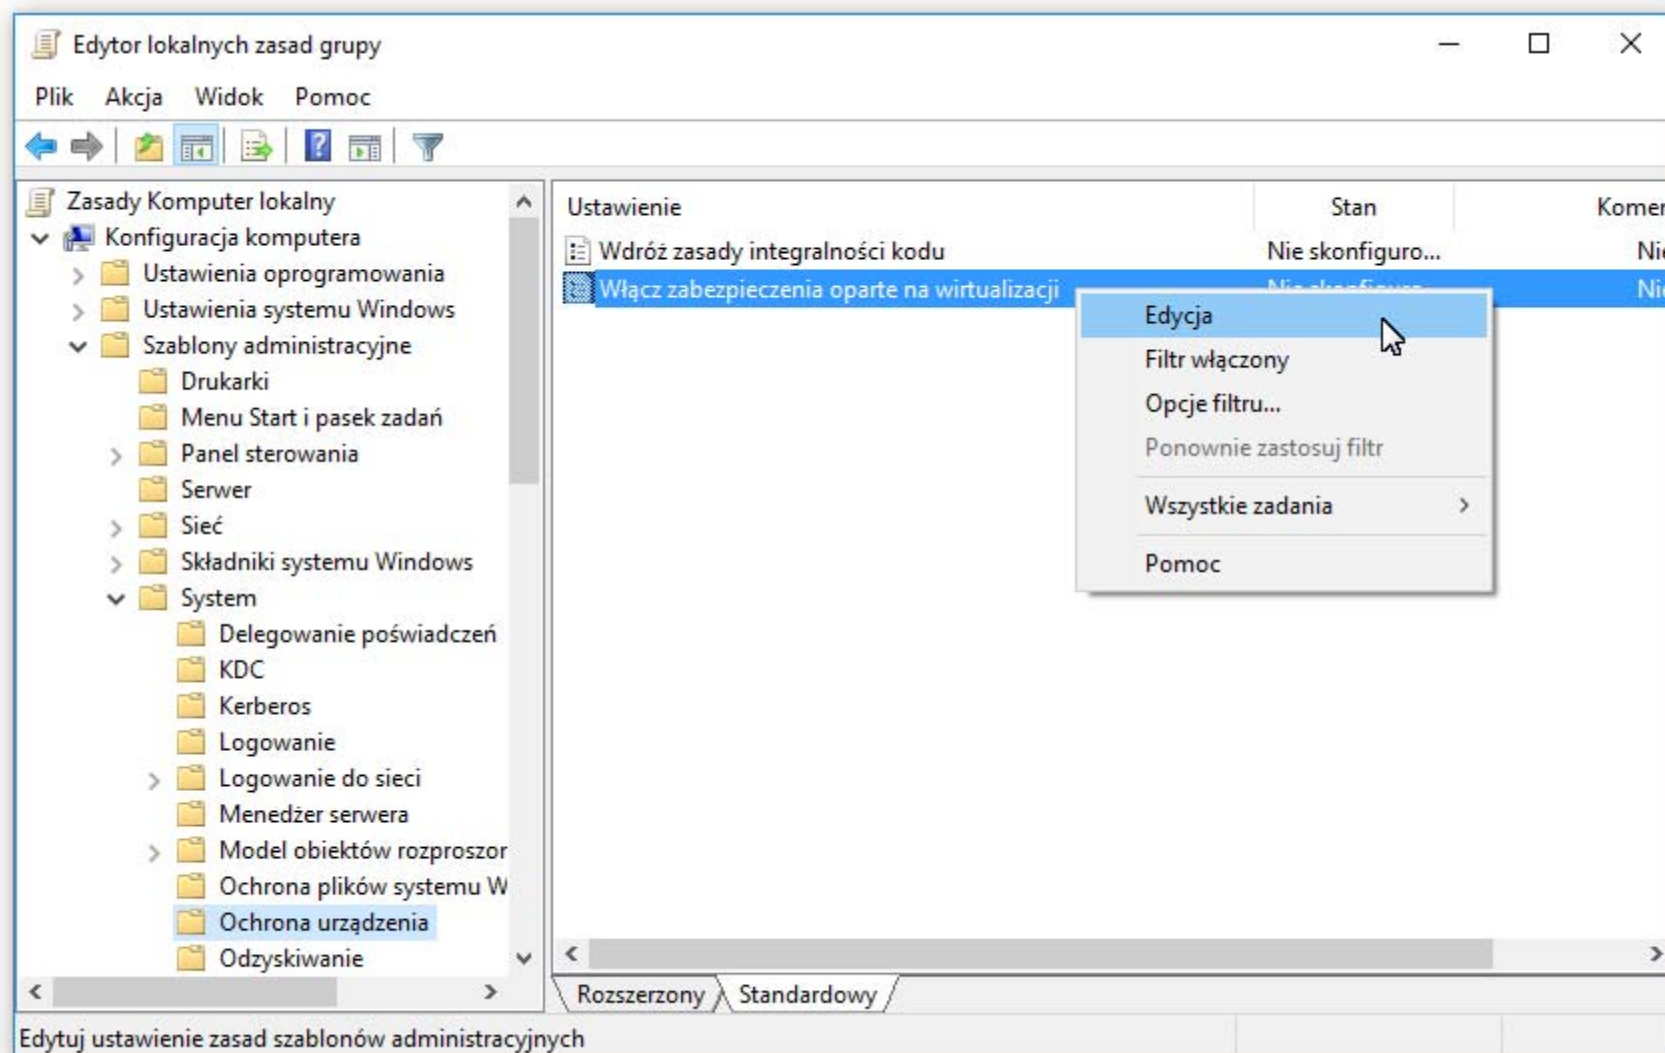 Edytor lokalnych zasad grupy
Plik Akcja Widok Pomoc
Zasady Komputer lokalny
Konfiguracja komputera
Ustawienia oprogramowania
Ustawienia systemu Windows
Szablony administracyjne
Drukarki
Menu Start i pasek zadań
Panel sterowania
Serwer
Sieć
Składniki systemu Windows
System
Delegowanie poświadczeń
KDC
Kerberos
Logowanie
Logowanie do sieci
Menedżer serwera
Model obiektów rozproszor
Ochrona plików systemu W
Ochrona urządzenia
Odzyskiwanie
Ustawienie Stan Komer
Wdróż zasady integralności kodu Nie skonfiguro... Nie
Włącz zabezpieczenia oparte na wirtualizacji Nie skonfiguro... Nie
Edycja
Filtr włączony
Opcje filtru...
Ponownie zastosuj filtr
Wszystkie zadania
Pomoc
Rozszerzony Standardowy
Edytuj ustawienie zasad szablonów administracyjnych